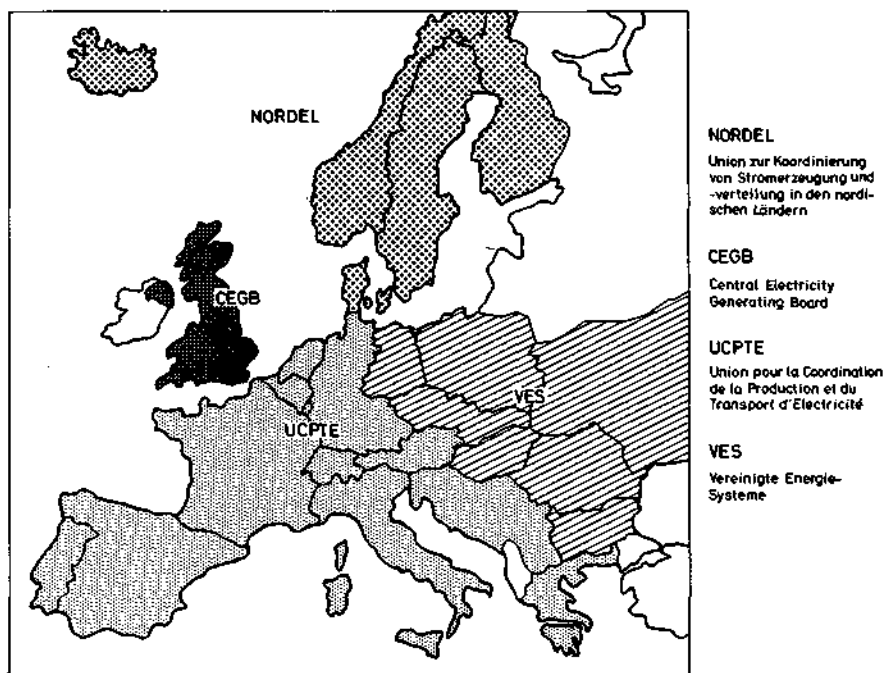 NORDEL
CEGB
UCPTE
VES
NORDEL
Union zur Koordinierung
von Stromerzeugung und
-verteilung in den nordi-
schen Ländern
CEGB
Central Electricity
Generating Board
UCPTE
Union pour la Coordination
de la Production et du
Transport d'Electricité
VES
Vereinigte Energie-
Systeme